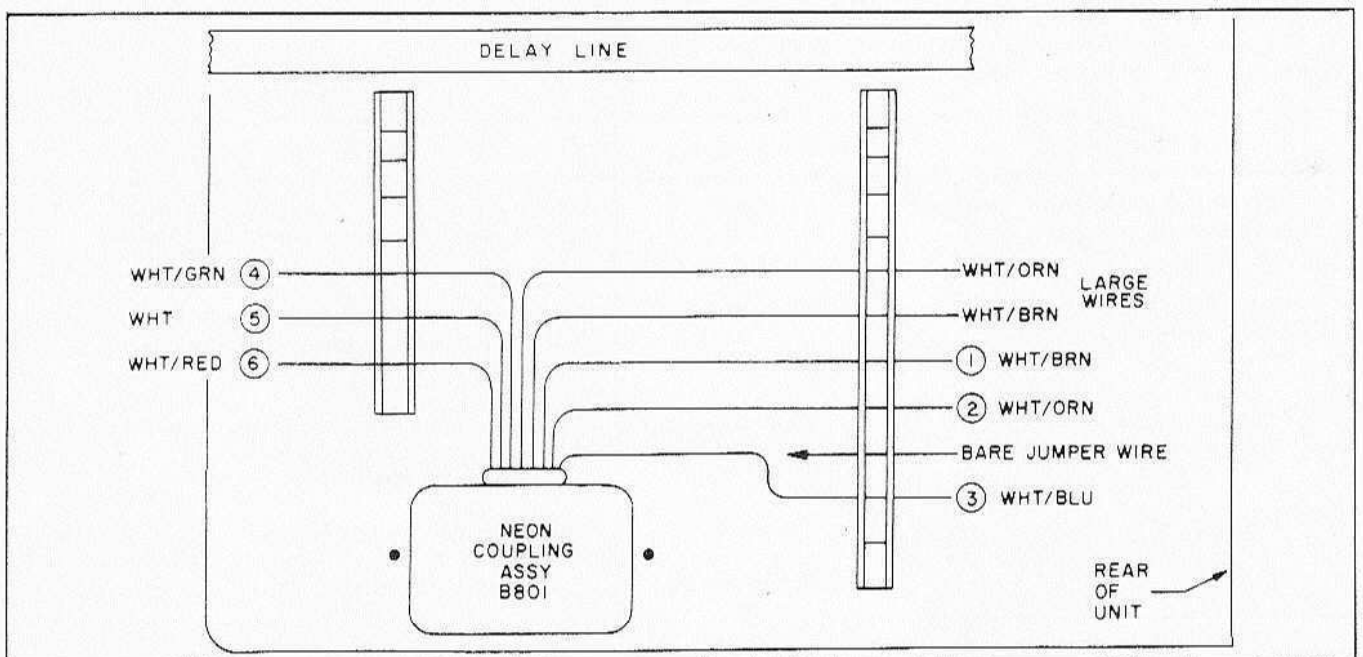 DELAY LINE
WHT/GRN 4
WHT 5
WHT/RED 6
WHT/ORN
LARGE
WIRES
WHT/BRN
1 WHT/BRN
2 WHT/ORN
BARE JUMPER WIRE
3 WHT/BLU
NEON
COUPLING
ASSY
B801
REAR
OF
UNIT